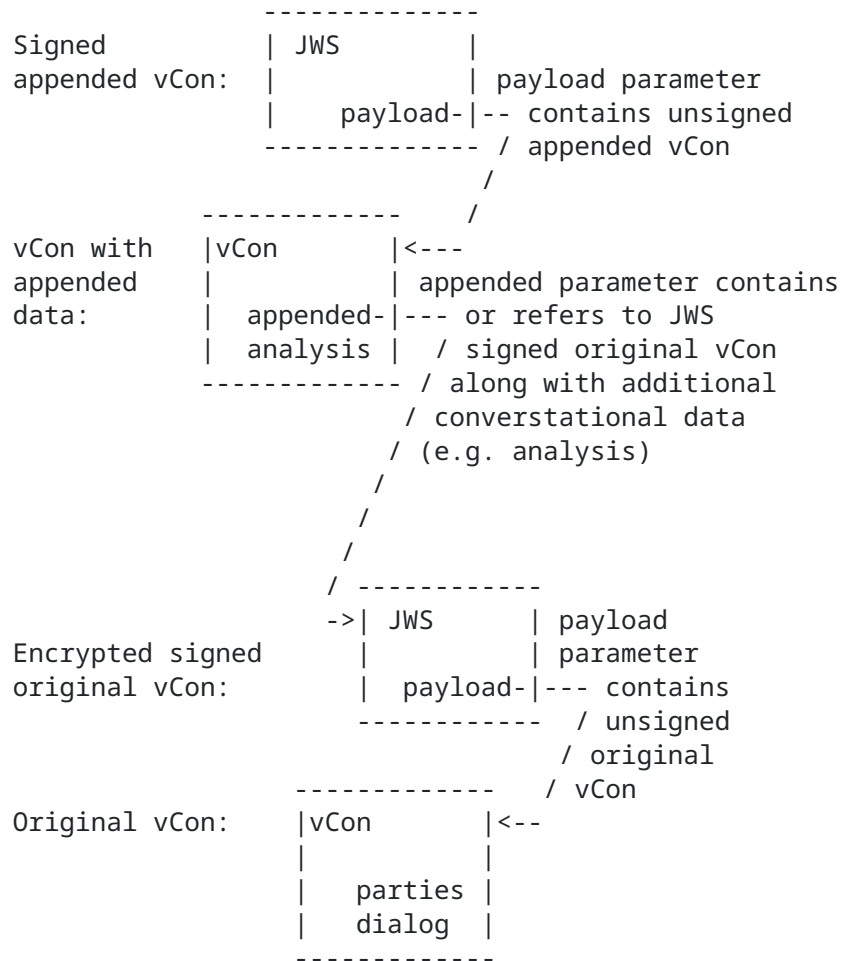 --------------
Signed          | JWS        |
appended vCon:  |            | payload parameter
                |    payload-|-- contains unsigned
                -------------- / appended vCon
                              /
            -------------    /
vCon with   |vCon       |<---
appended    |           | appended parameter contains
data:       |  appended-|--- or refers to JWS
            |  analysis |  / signed original vCon
            ------------- / along with additional
                         / converstational data
                        / (e.g. analysis)
                       /
                      /
                     /
                    / ------------
                    ->| JWS      | payload
Encrypted signed      |          | parameter
original vCon:        |  payload-|--- contains
                      ------------  / unsigned
                                   / original
                  -------------   / vCon
Original vCon:    |vCon       |<--
                  |           |
                  |   parties |
                  |   dialog  |
                  -------------